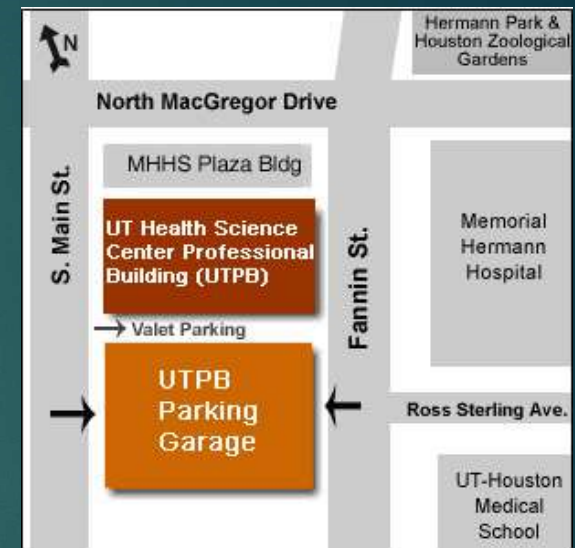 N
Hermann Park &
Houston Zoological
Gardens
North MacGregor Drive
MHHS Plaza Bldg
S. Main St.
UT Health Science
Center Professional
Building (UTPB)
Fannin St.
Memorial
Hermann
Hospital
Valet Parking
UTPB
Parking
Garage
Ross Sterling Ave.
UT-Houston
Medical
School